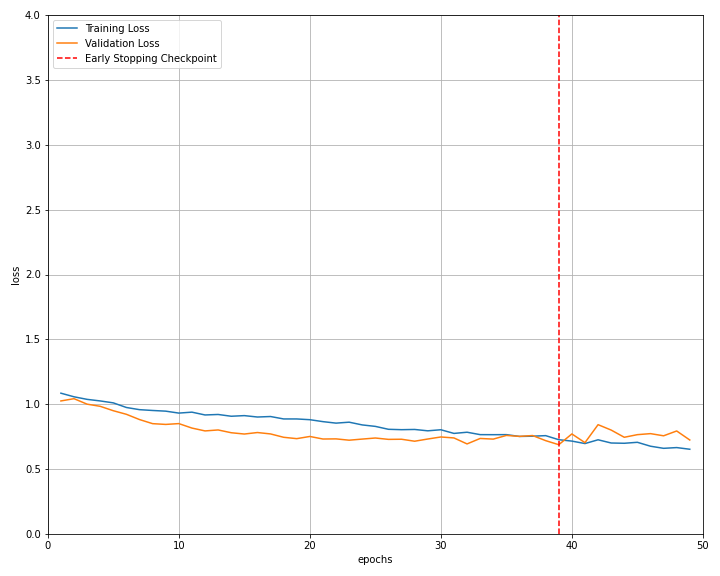 Training Loss
Validation Loss
Early Stopping Checkpoint
4.0
3.5
3.0
2.5
2.0
1.5
1.0
0.5
0.0
loss
0 10 20 30 40 50
epochs